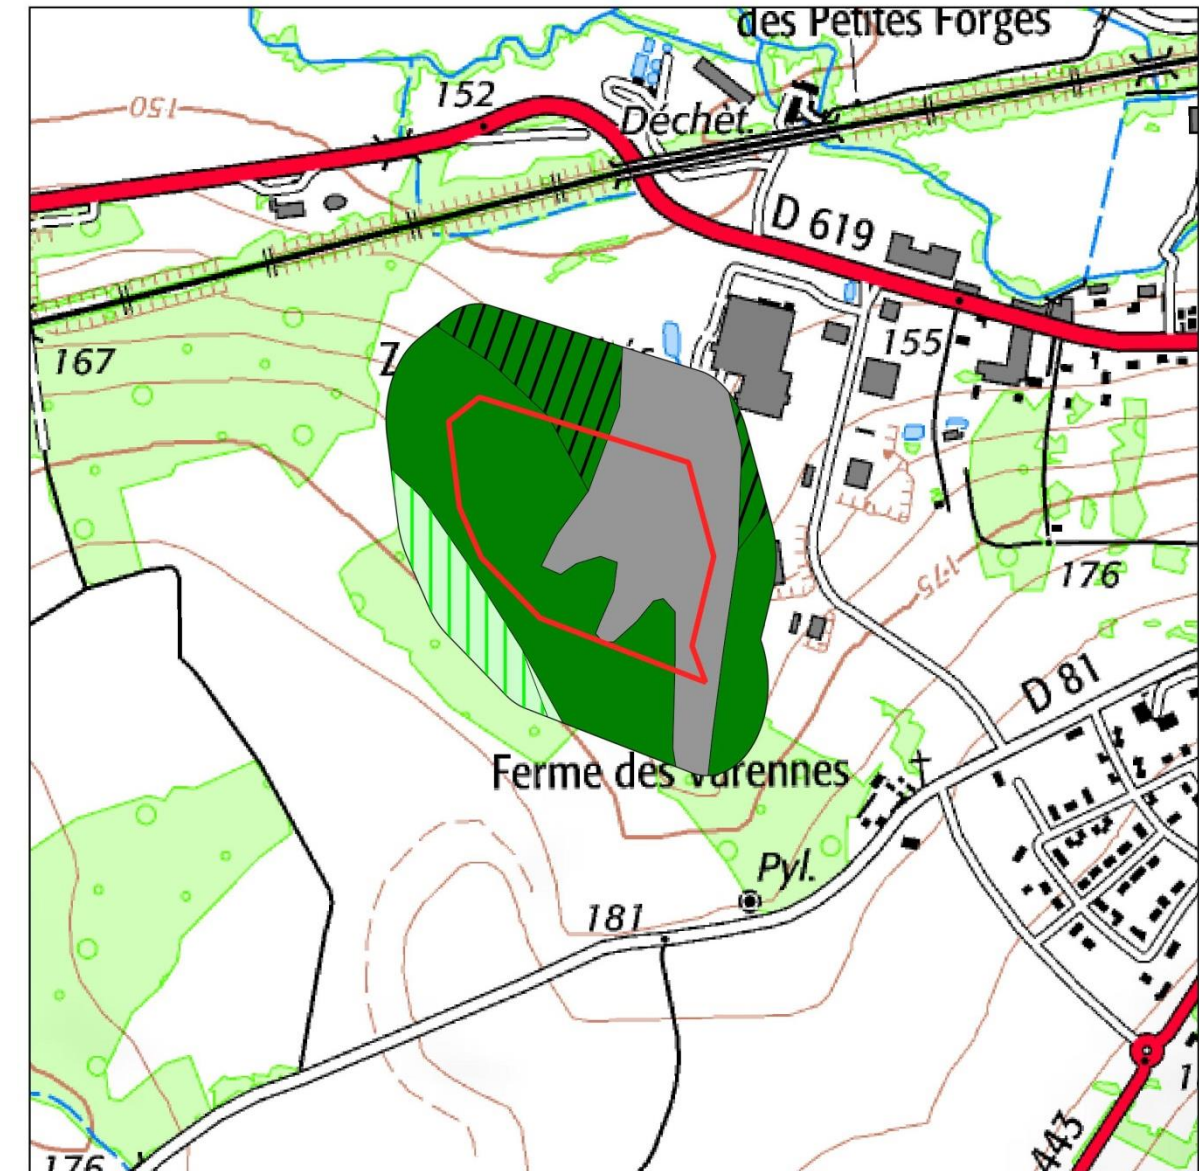 des Petites Forges
152
150
Déchet.
D 619
155
167
Z
176
175
D 81
Ferme des Varennes
Pyl.
181
443
1
176